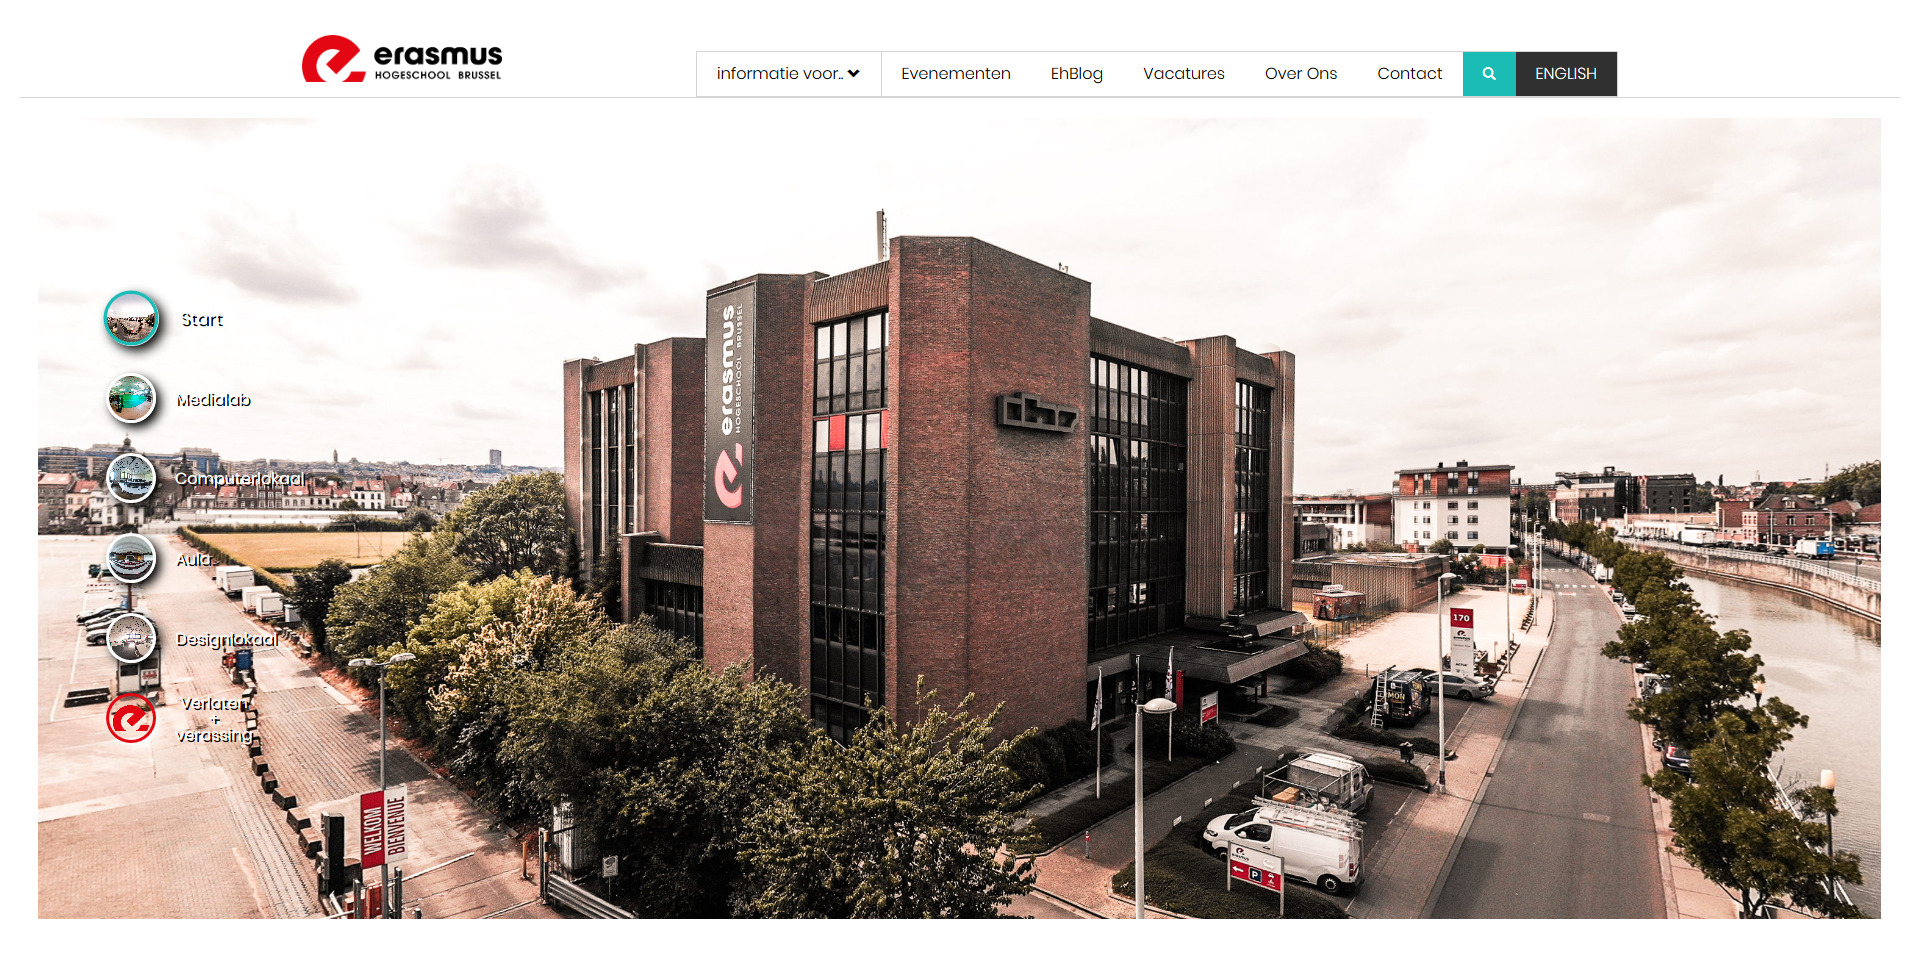 erasmus
HOGESCHOOL BRUSSEL
informatie voor..
Evenementen
EhBlog
Vacatures
Over Ons
Contact
ENGLISH
Start
Medialab
Computerlokaal
Aula
Designlokaal
Verlaten
+
verassing
erasmus
HOGESCHOOL BRUSSEL
170
erasmus
WELKOM
BIENVENUE
P